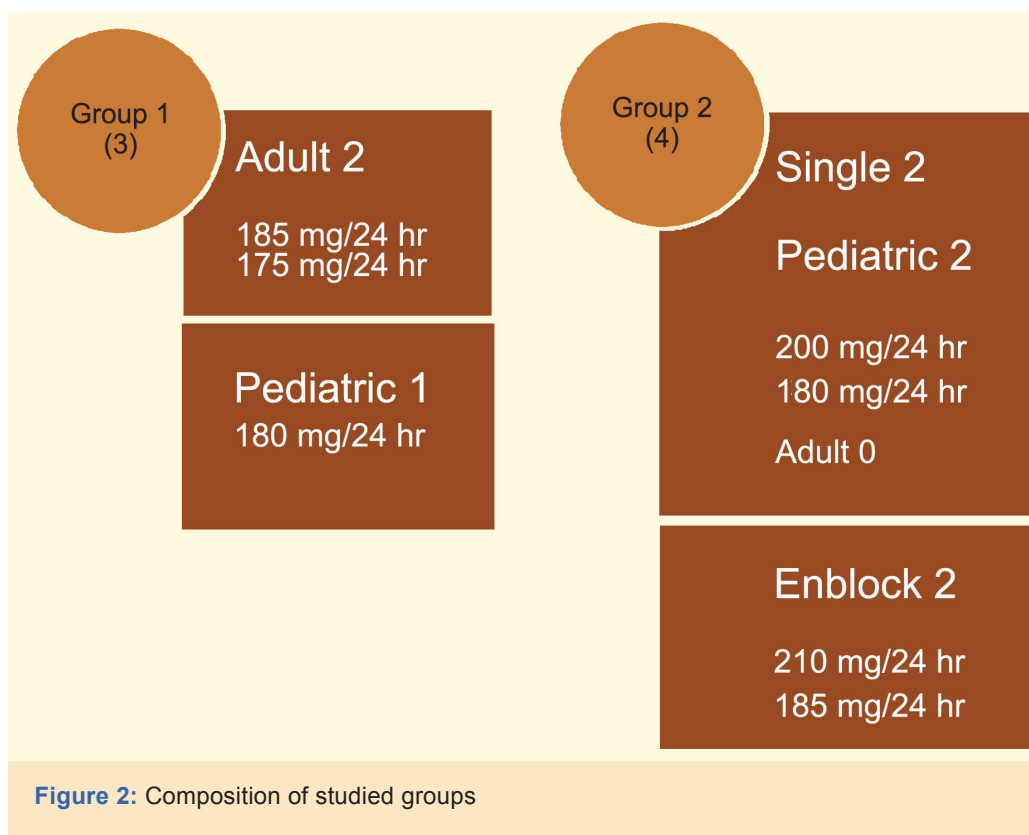 Group 1
(3)
Adult 2
185 mg/24 hr
175 mg/24 hr
Pediatric 1
180 mg/24 hr
Group 2
(4)
Single 2
Pediatric 2
200 mg/24 hr
180 mg/24 hr
Adult 0
Enblock 2
210 mg/24 hr
185 mg/24 hr
Figure 2: Composition of studied groups